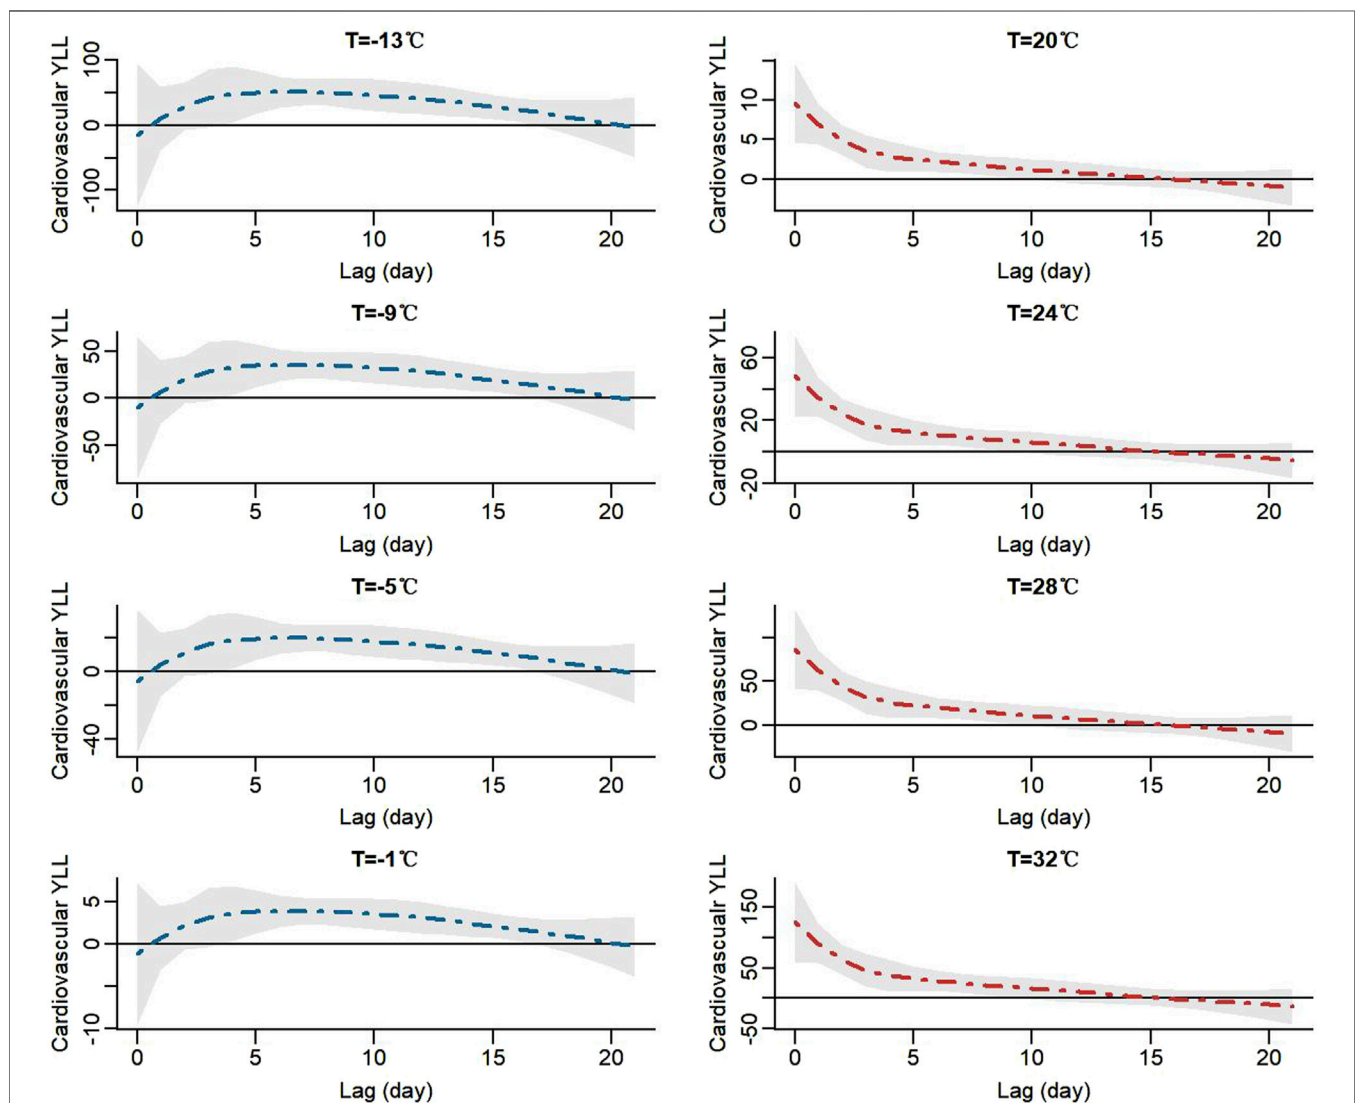 T=-13℃
Cardiovascular YLL
100
0
-100
0 5 10 15 20
Lag (day)
T=20℃
Cardiovascular YLL
10
5
0
0 5 10 15 20
Lag (day)
T=-9℃
Cardiovascular YLL
50
0
-50
0 5 10 15 20
Lag (day)
T=24℃
Cardiovascular YLL
60
20
-20
0 5 10 15 20
Lag (day)
T=-5℃
Cardiovascular YLL
0
-40
0 5 10 15 20
Lag (day)
T=28℃
Cardiovascular YLL
50
0
0 5 10 15 20
Lag (day)
T=-1℃
Cardiovascular YLL
5
0
-10
0 5 10 15 20
Lag (day)
T=32℃
Cardiovascualr YLL
150
50
-50
0 5 10 15 20
Lag (day)